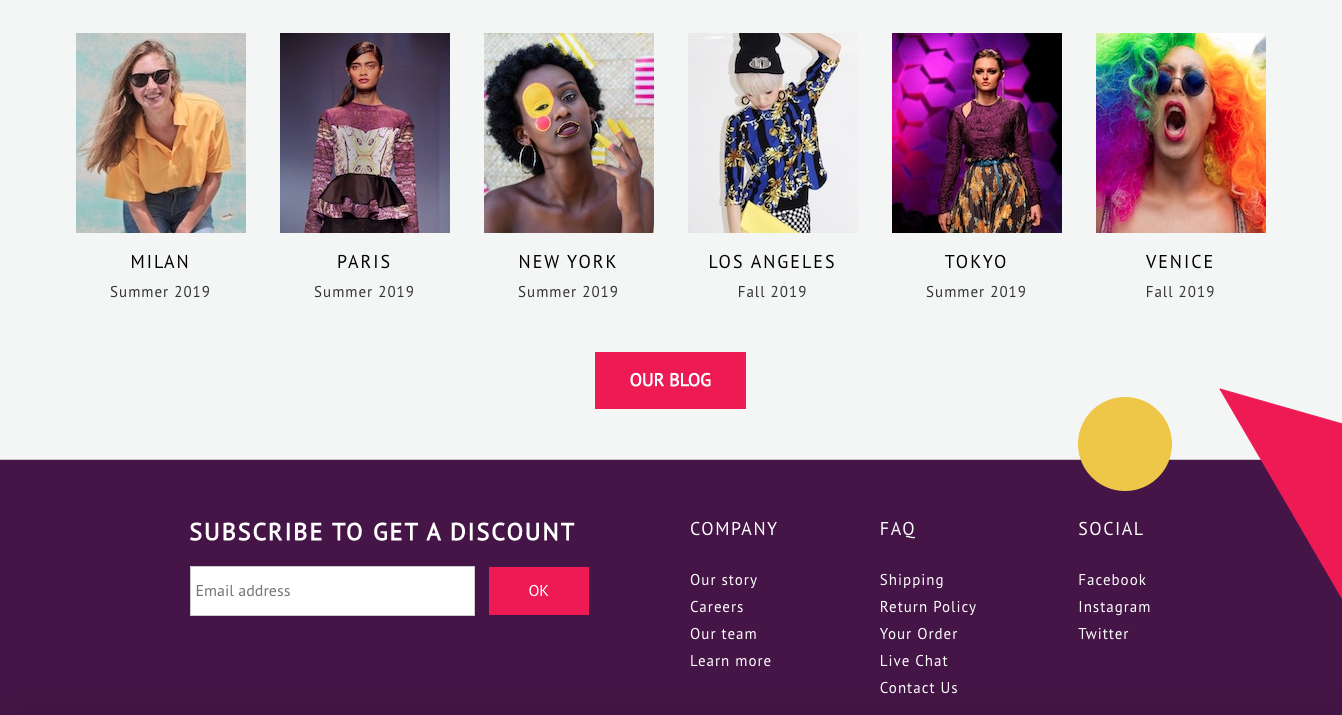 MILAN
Summer 2019
PARIS
Summer 2019
NEW YORK
Summer 2019
LOS ANGELES
Fall 2019
TOKYO
Summer 2019
VENICE
Fall 2019
OUR BLOG
SUBSCRIBE TO GET A DISCOUNT
Email address
OK
COMPANY
Our story
Careers
Our team
Learn more
FAQ
Shipping
Return Policy
Your Order
Live Chat
Contact Us
SOCIAL
Facebook
Instagram
Twitter